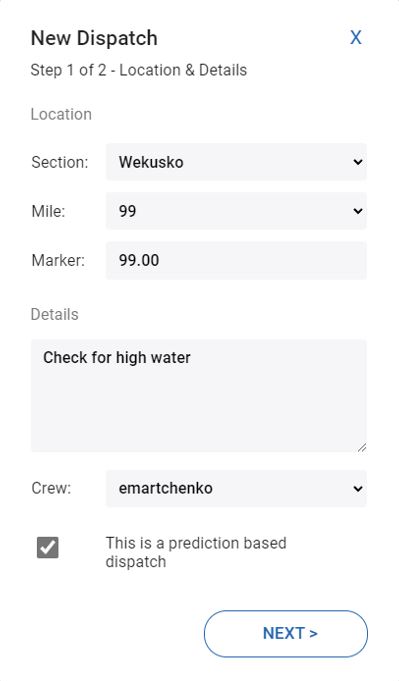 New Dispatch X
Step 1 of 2 - Location & Details
Location
Section: Wekusko
Mile: 99
Marker: 99.00
Details
Check for high water
Crew: emartchenko
This is a prediction based
dispatch
NEXT >